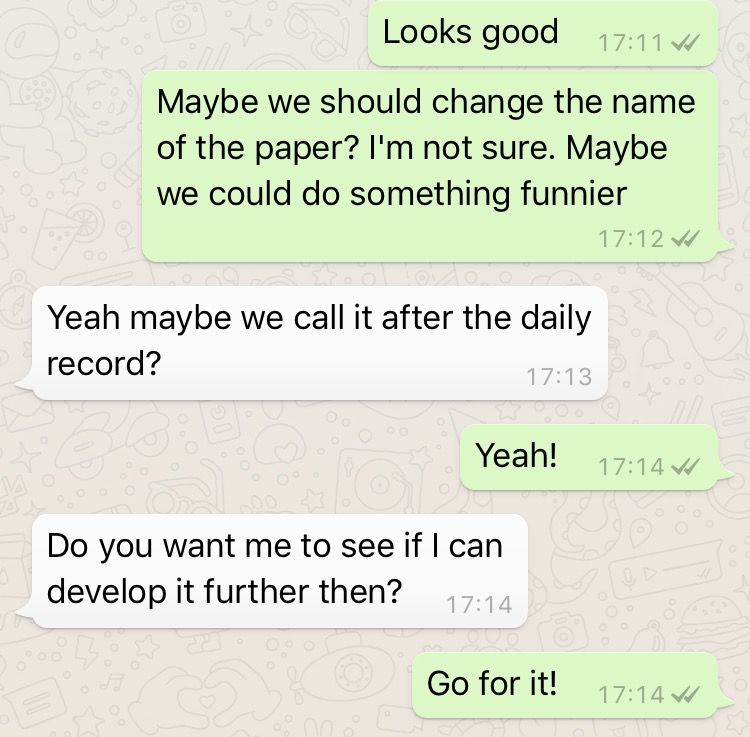 Looks good 17:11
Maybe we should change the name
of the paper? I'm not sure. Maybe
we could do something funnier
17:12
Yeah maybe we call it after the daily
record?
17:13
Yeah! 17:14
Do you want me to see if I can
develop it further then? 17:14
Go for it! 17:14